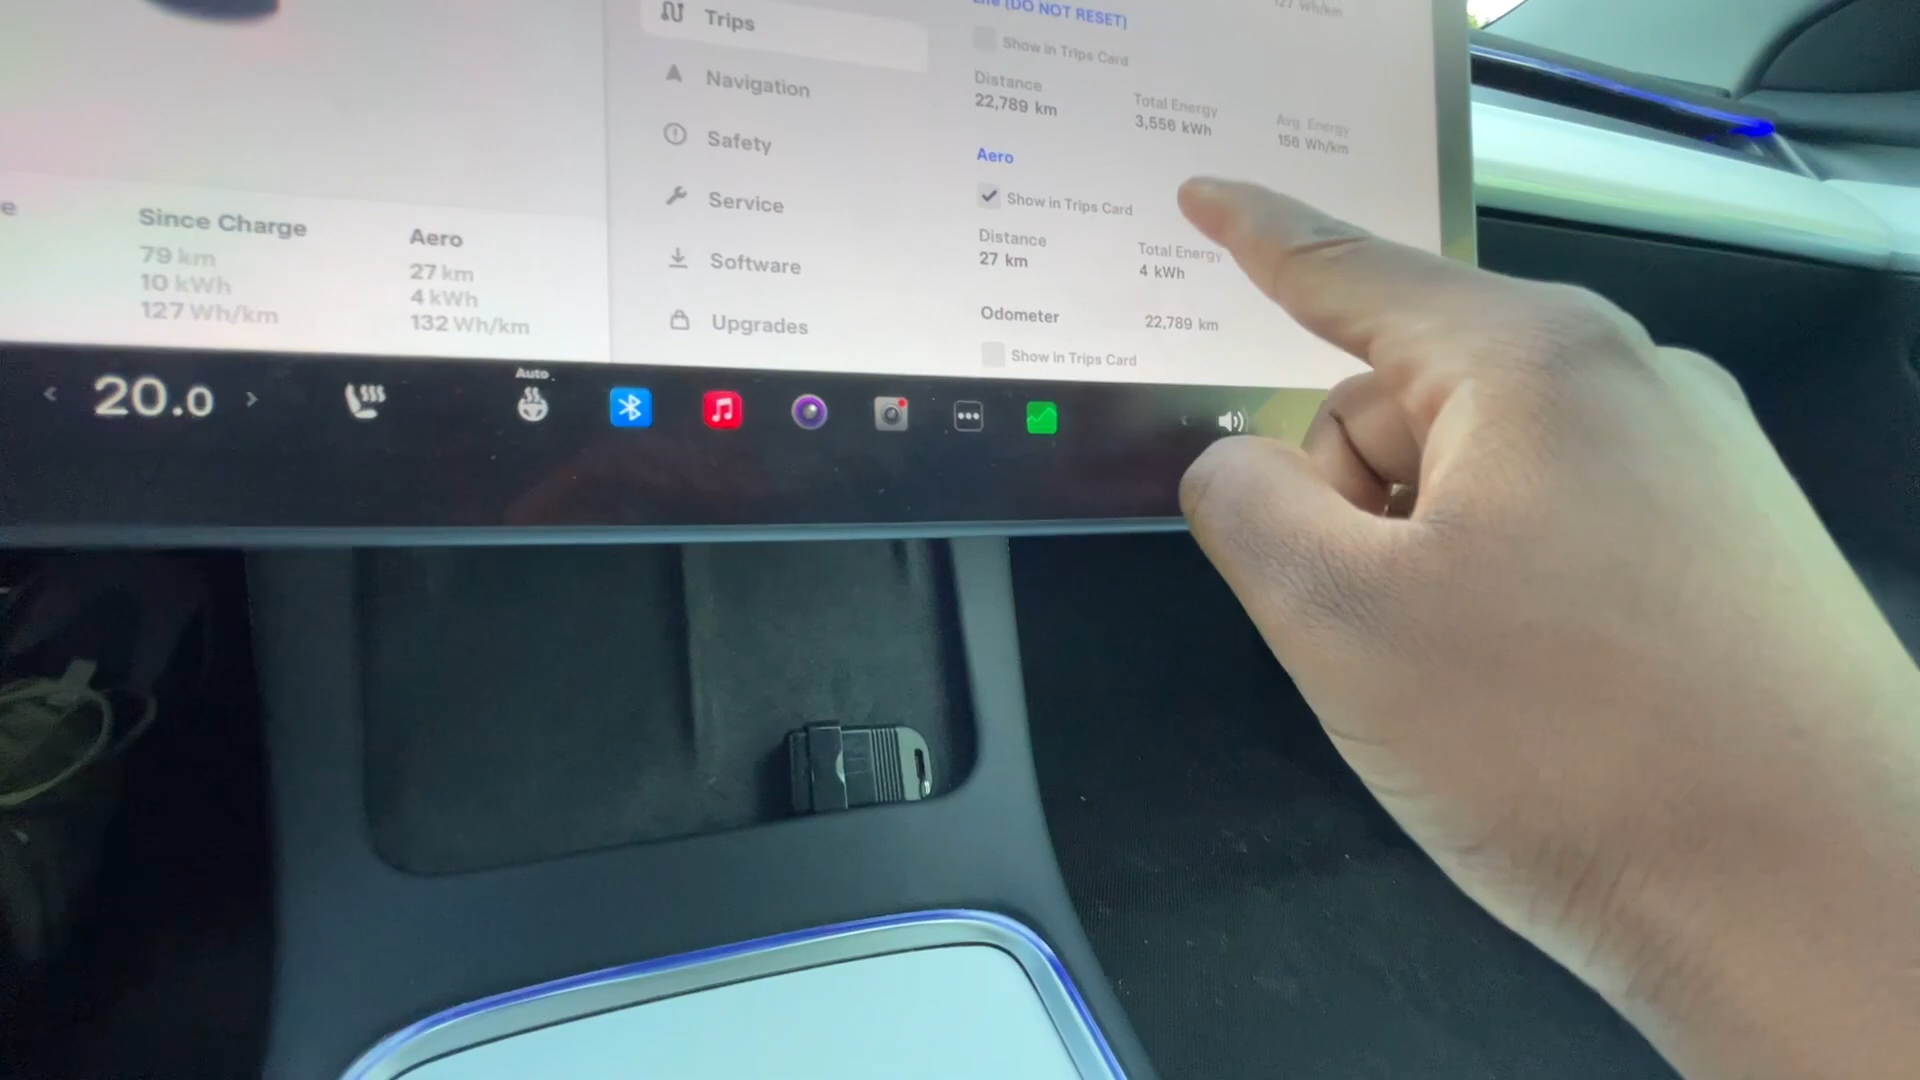 e
Since Charge
79 km
10 kWh
127 Wh/km
Aero
27 km
4 kWh
132 Wh/km
Trips
Navigation
Safety
Service
Software
Upgrades
(DO NOT RESET)
127 Wh/km
Show in Trips Card
Distance
22,789 km
Total Energy
3,556 kWh
Avg. Energy
156 Wh/km
Aero
Show in Trips Card
Distance
27 km
Total Energy
4 kWh
Odometer
22,789 km
Show in Trips Card
20.0
Auto